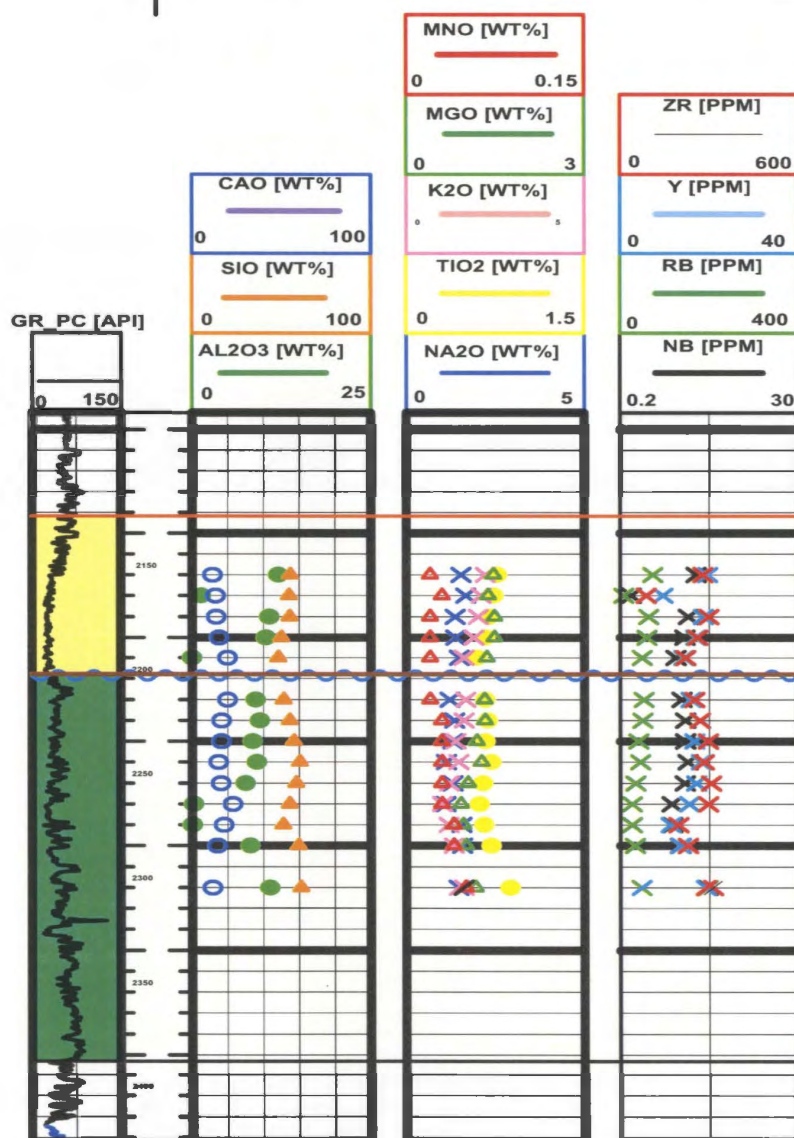 MNO [WT%]
0 0.15
MGO [WT%]
0 3
ZR [PPM]
0 600
CAO [WT%]
0 100
K2O [WT%]
0 5
Y [PPM]
0 40
SIO [WT%]
0 100
TIO2 [WT%]
0 1.5
RB [PPM]
0 400
GR_PC [API]
0 150
AL2O3 [WT%]
0 25
NA2O [WT%]
0 5
NB [PPM]
0.2 30
2150
2200
2250
2300
2350
2400